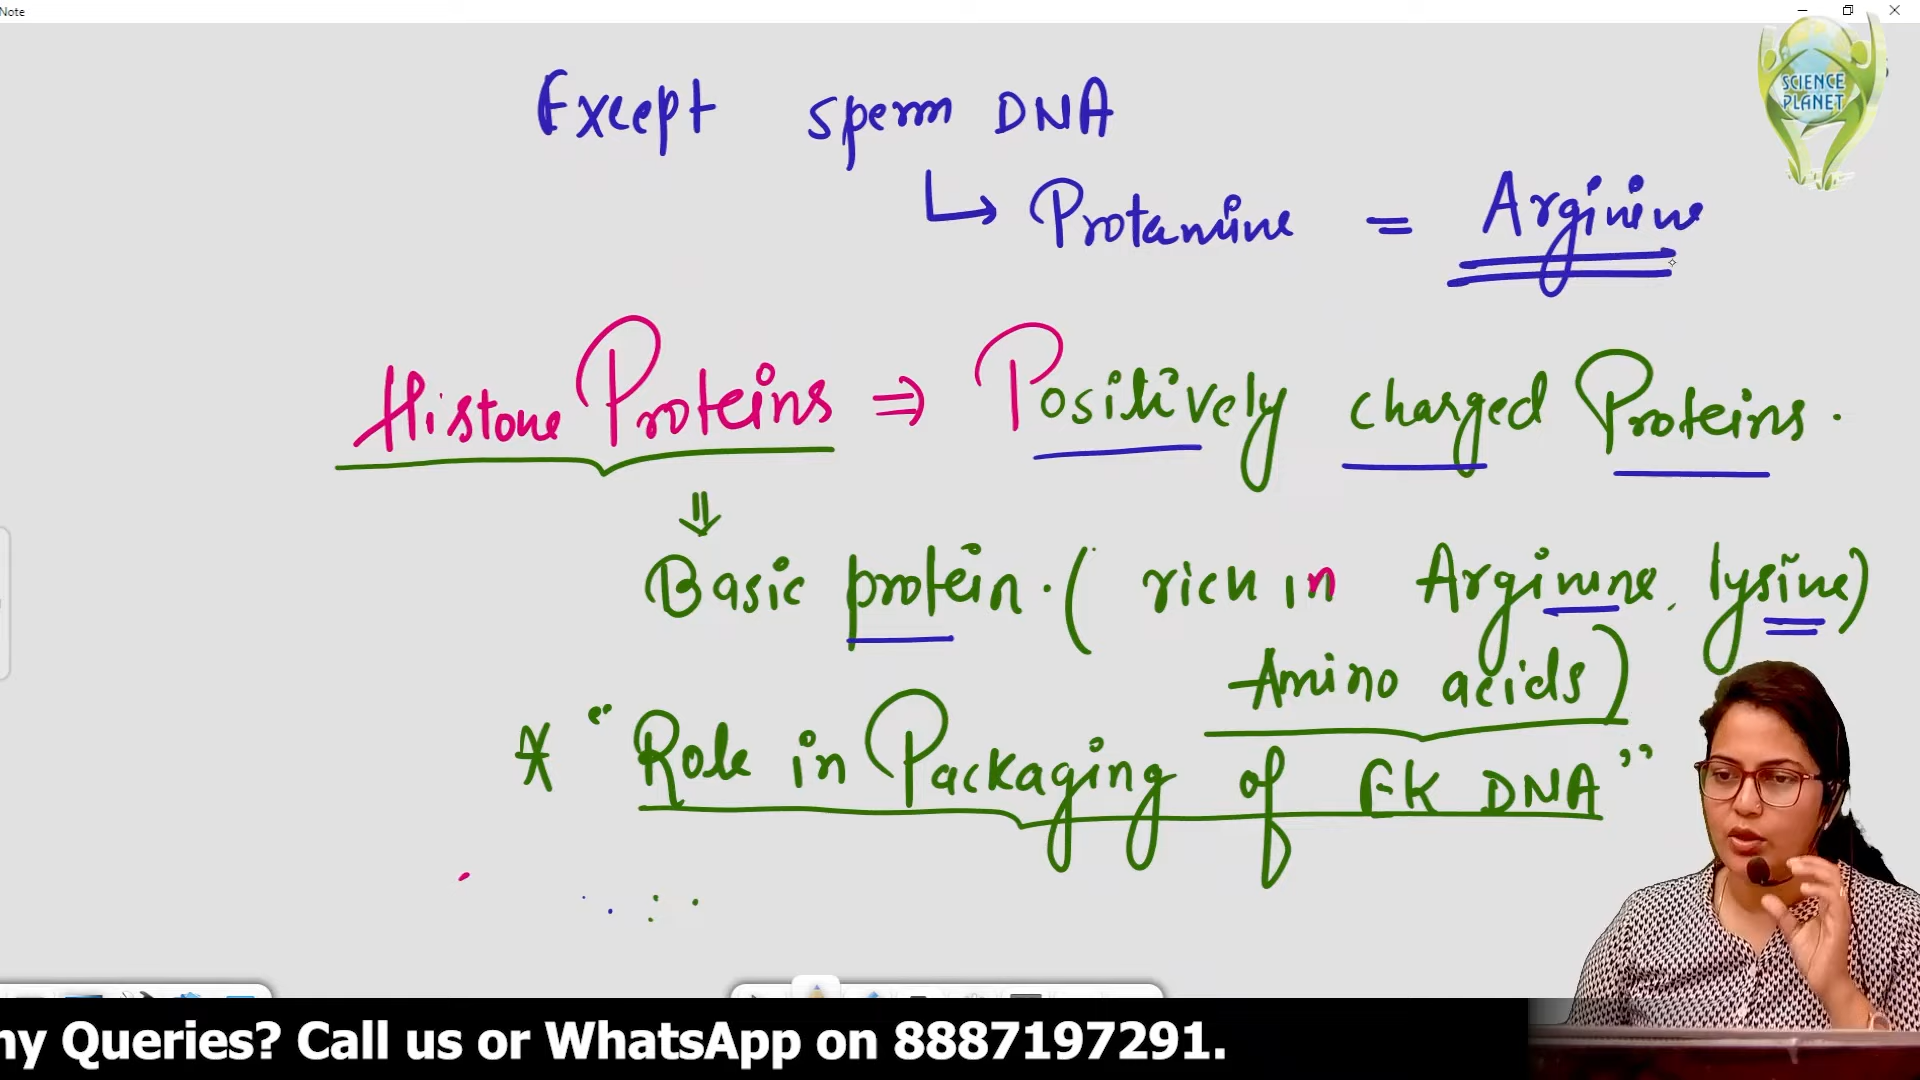 Note
SCIENCE
PLANET
Except sperm DNA
↳ Protamine = Arginine
Histone Proteins ⇒ Positively charged Proteins.
⇓
Basic protein. ( rich in Arginine, lysine)
Amino acids)
* "Role in Packaging of EK DNA"
ny Queries? Call us or WhatsApp on 8887197291.